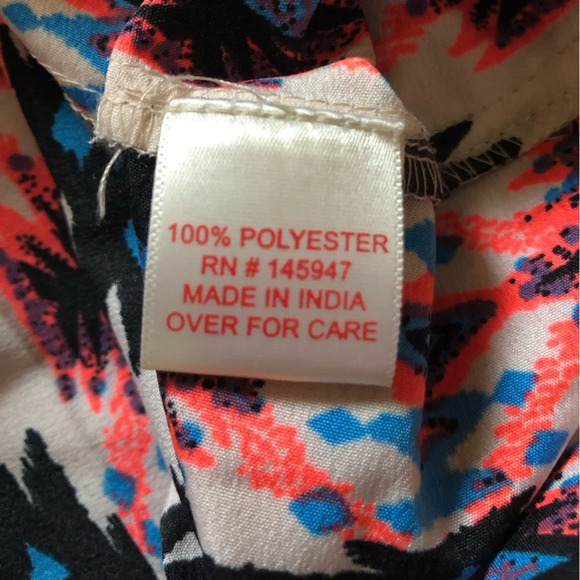 100% POLYESTER
RN # 145947
MADE IN INDIA
OVER FOR CARE